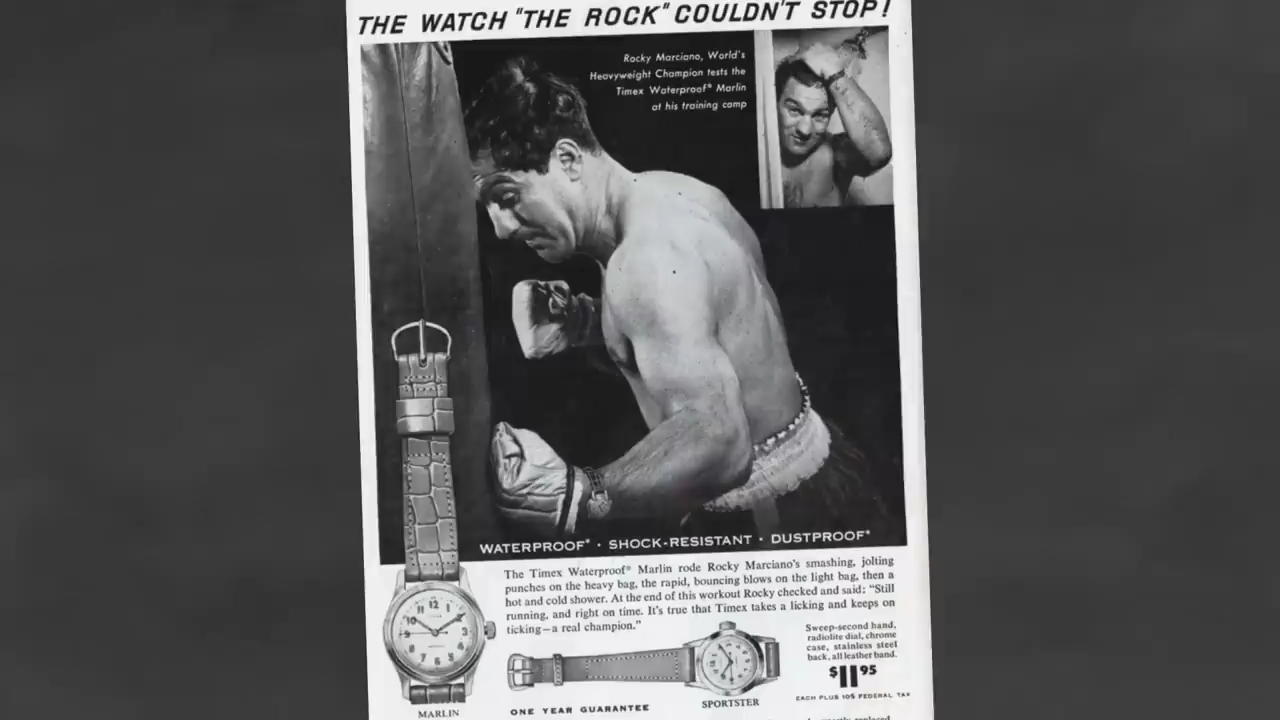 THE WATCH "THE ROCK" COULDN'T STOP!
Rocky Marciano, World's
Heavyweight Champion tests the
Timex Waterproof* Marlin
at his training camp
WATERPROOF* · SHOCK-RESISTANT · DUSTPROOF*
The Timex Waterproof* Marlin rode Rocky Marciano's smashing, jolting
punches on the heavy bag, the rapid, bouncing blows on the light bag, then a
hot and cold shower. At the end of this workout Rocky checked and said: "Still
running, and right on time. It's true that Timex takes a licking and keeps on
ticking—a real champion."
Sweep-second hand,
radiolite dial, chrome
case, stainless steel
back, all leather band.
$11 95
EACH PLUS 10% FEDERAL TAX
MARLIN
ONE YEAR GUARANTEE
SPORTSTER